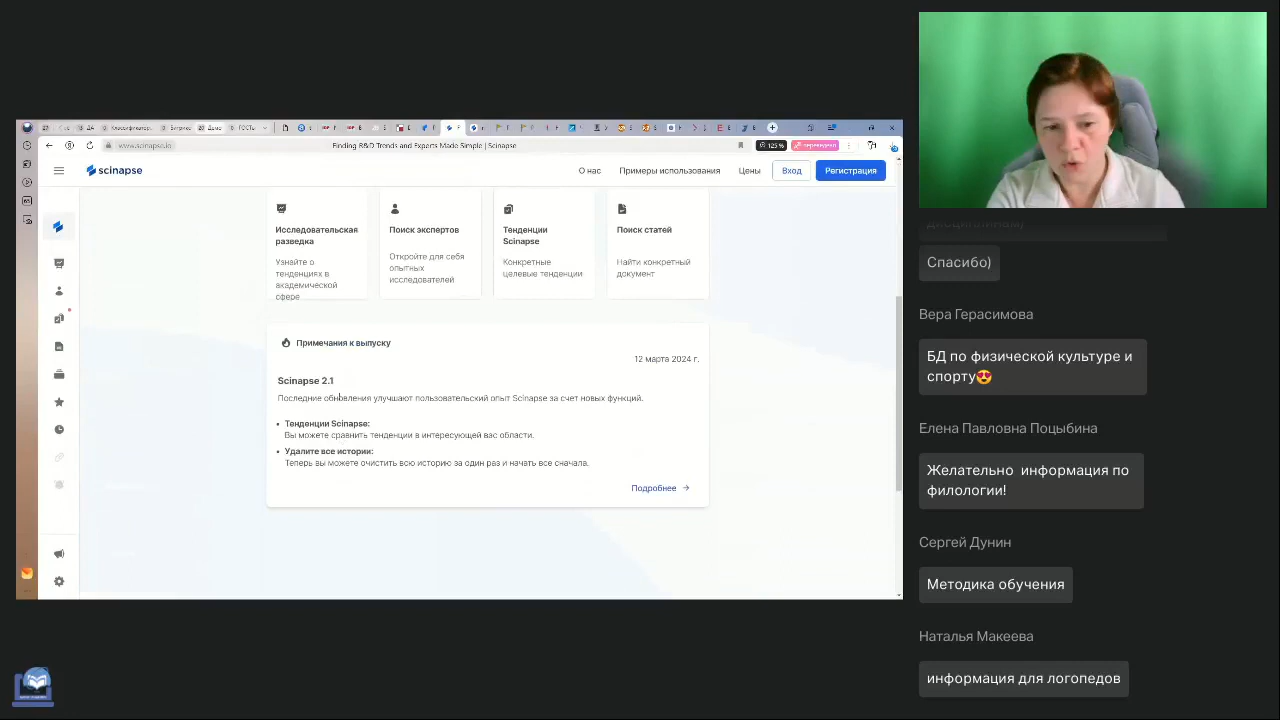 www.scinapse.io
Finding R&D Trends and Experts Made Simple | Scinapse
125 %
переведено
scinapse
О нас
Примеры использования
Цены
Вход
Регистрация
Исследовательская
разведка
Узнайте о
тенденциях в
академической
сфере
Поиск экспертов
Откройте для себя
опытных
исследователей
Тенденции
Scinapse
Конкретные
целевые тенденции
Поиск статей
Найти конкретный
документ
Примечания к выпуску
12 марта 2024 г.
Scinapse 2.1
Последние обновления улучшают пользовательский опыт Scinapse за счет новых функций.
• Тенденции Scinapse:
Вы можете сравнить тенденции в интересующей вас области.
• Удалите все истории:
Теперь вы можете очистить всю историю за один раз и начать все сначала.
Подробнее →
Спасибо)
Вера Герасимова
БД по физической культуре и
спорту😍
Елена Павловна Поцыбина
Желательно информация по
филологии!
Сергей Дунин
Методика обучения
Наталья Макеева
информация для логопедов